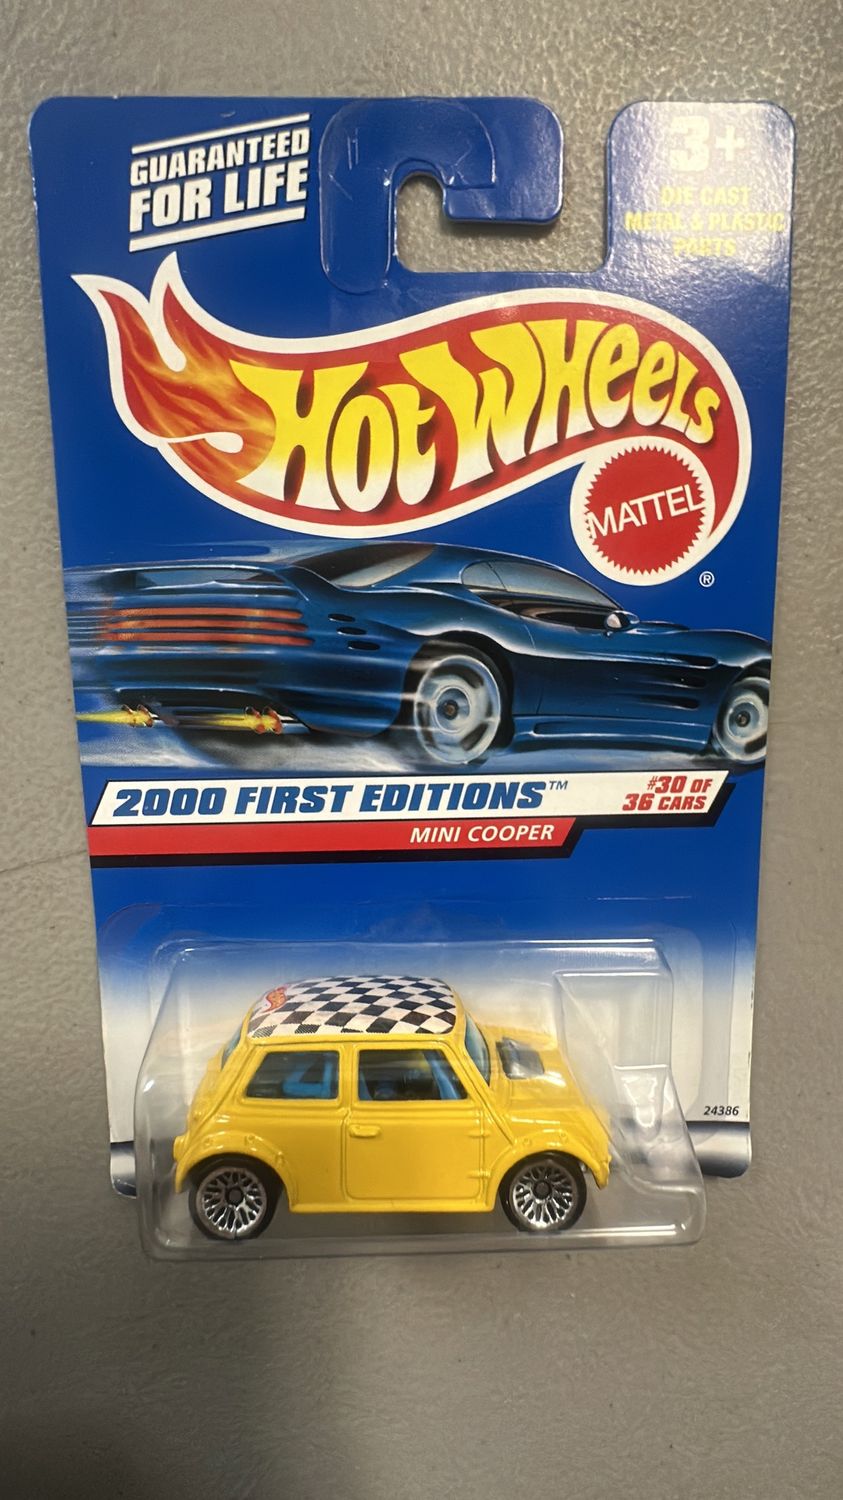 GUARANTEED
FOR LIFE
3+
DIE CAST
METAL & PLASTIC
PARTS
HOT WHEELS
MATTEL
®
2000 FIRST EDITIONS™
#30 OF
36 CARS
MINI COOPER
24386